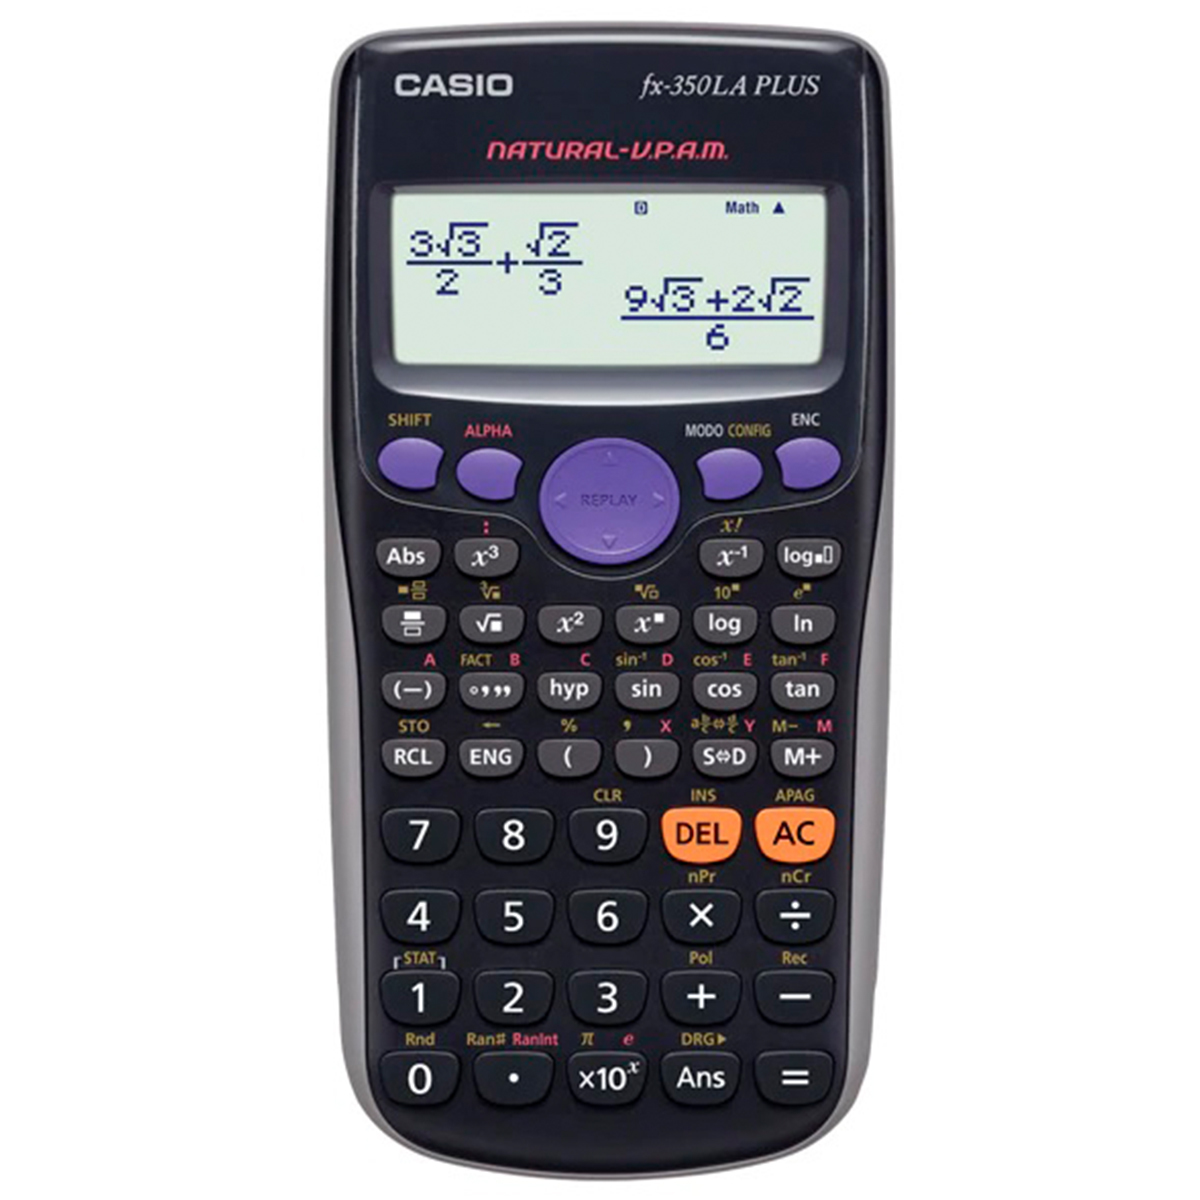 CASIO fx-350LA PLUS
NATURAL-V.P.A.M.
D Math ▲
3√3/2 + √2/3
(9√3+2√2)/6
SHIFT ALPHA MODO CONFIG ENC
REPLAY
: x!
Abs x³ x⁻¹ log■▯
■⊟ ³√■ ■√▯ 10■ e■
√■ x² x■ log ln
A FACT B C sin⁻¹ D cos⁻¹ E tan⁻¹ F
(—) ° ’ ’’ hyp sin cos tan
STO ← % , X a b/c⇔d/c Y M− M
RCL ENG ( ) S⇔D M+
CLR INS APAG
7 8 9 DEL AC
nPr nCr
4 5 6 × ÷
STAT Pol Rec
1 2 3 + −
Rnd Ran# RanInt π e DRG▶
0 . ×10ˣ Ans =